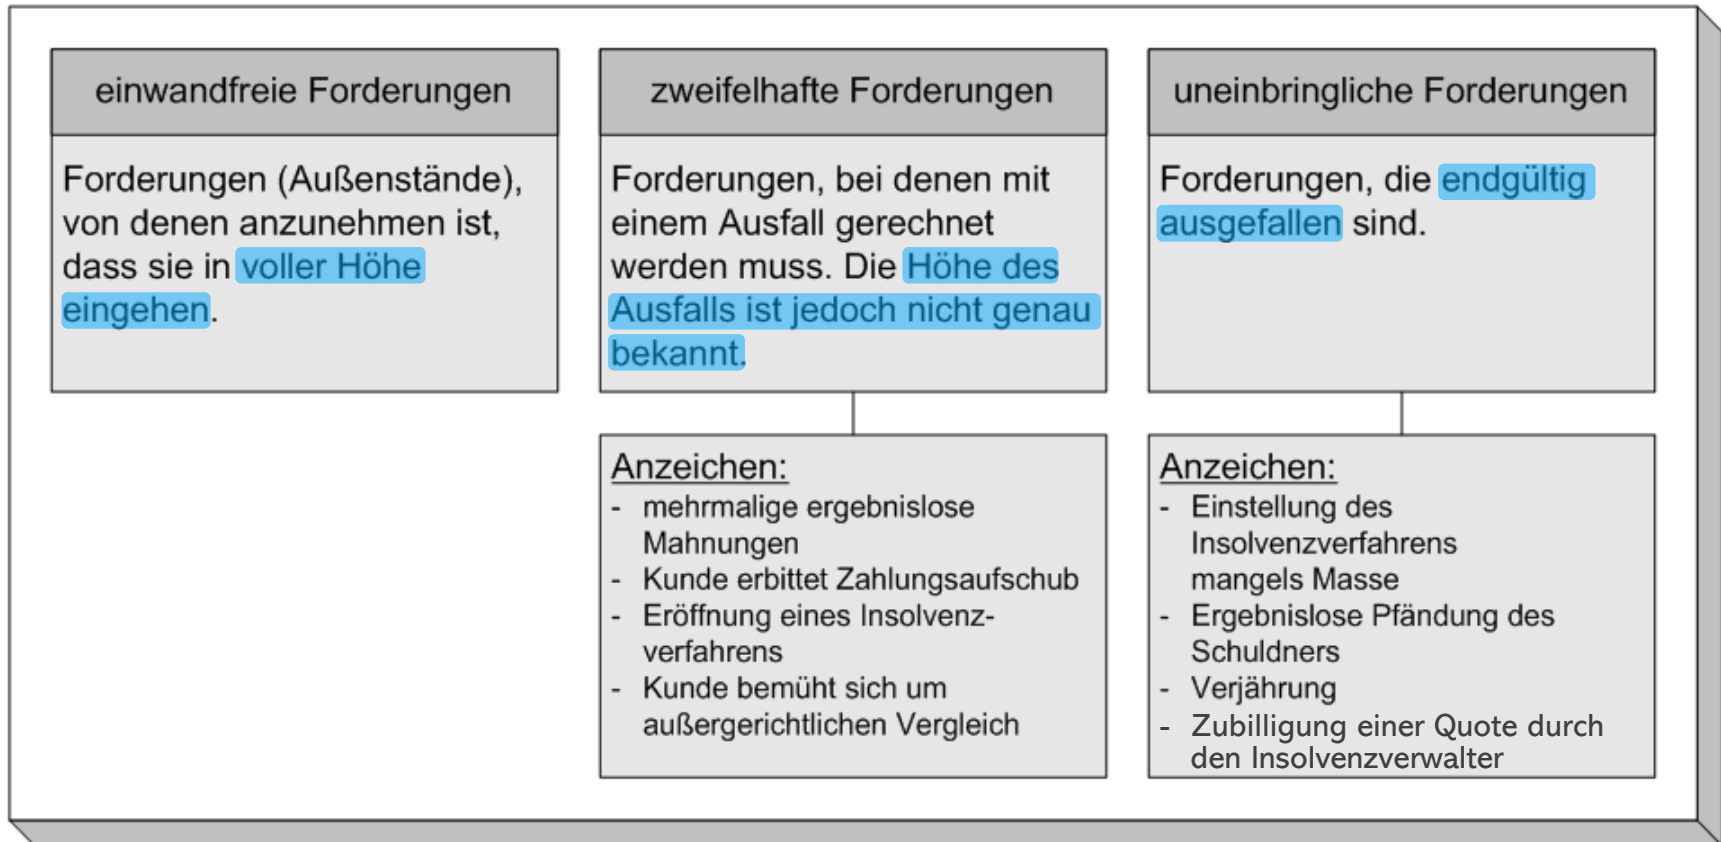 einwandfreie Forderungen
Forderungen (Außenstände),
von denen anzunehmen ist,
dass sie in voller Höhe
eingehen.
zweifelhafte Forderungen
Forderungen, bei denen mit
einem Ausfall gerechnet
werden muss. Die Höhe des
Ausfalls ist jedoch nicht genau
bekannt.
Anzeichen:
- mehrmalige ergebnislose
Mahnungen
- Kunde erbittet Zahlungsaufschub
- Eröffnung eines Insolvenz-
verfahrens
- Kunde bemüht sich um
außergerichtlichen Vergleich
uneinbringliche Forderungen
Forderungen, die endgültig
ausgefallen sind.
Anzeichen:
- Einstellung des
Insolvenzverfahrens
mangels Masse
- Ergebnislose Pfändung des
Schuldners
- Verjährung
- Zubilligung einer Quote durch
den Insolvenzverwalter